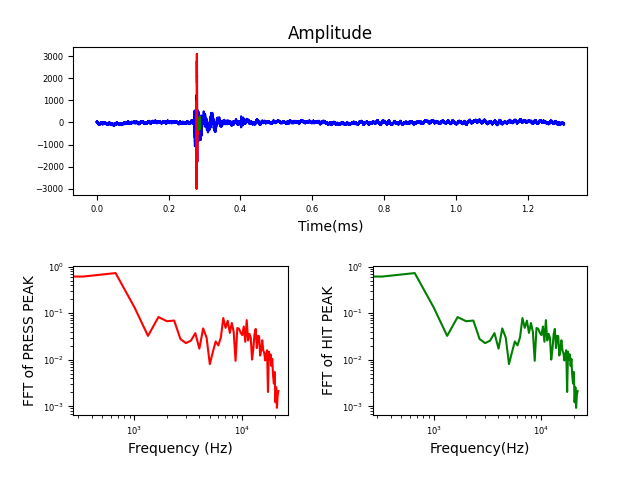 Amplitude
3000
2000
1000
0
−1000
−2000
−3000
0.0 0.2 0.4 0.6 0.8 1.0 1.2
Time(ms)
FFT of PRESS PEAK
10⁰
10⁻¹
10⁻²
10⁻³
10³ 10⁴
Frequency (Hz)
FFT of HIT PEAK
10⁰
10⁻¹
10⁻²
10⁻³
10³ 10⁴
Frequency(Hz)